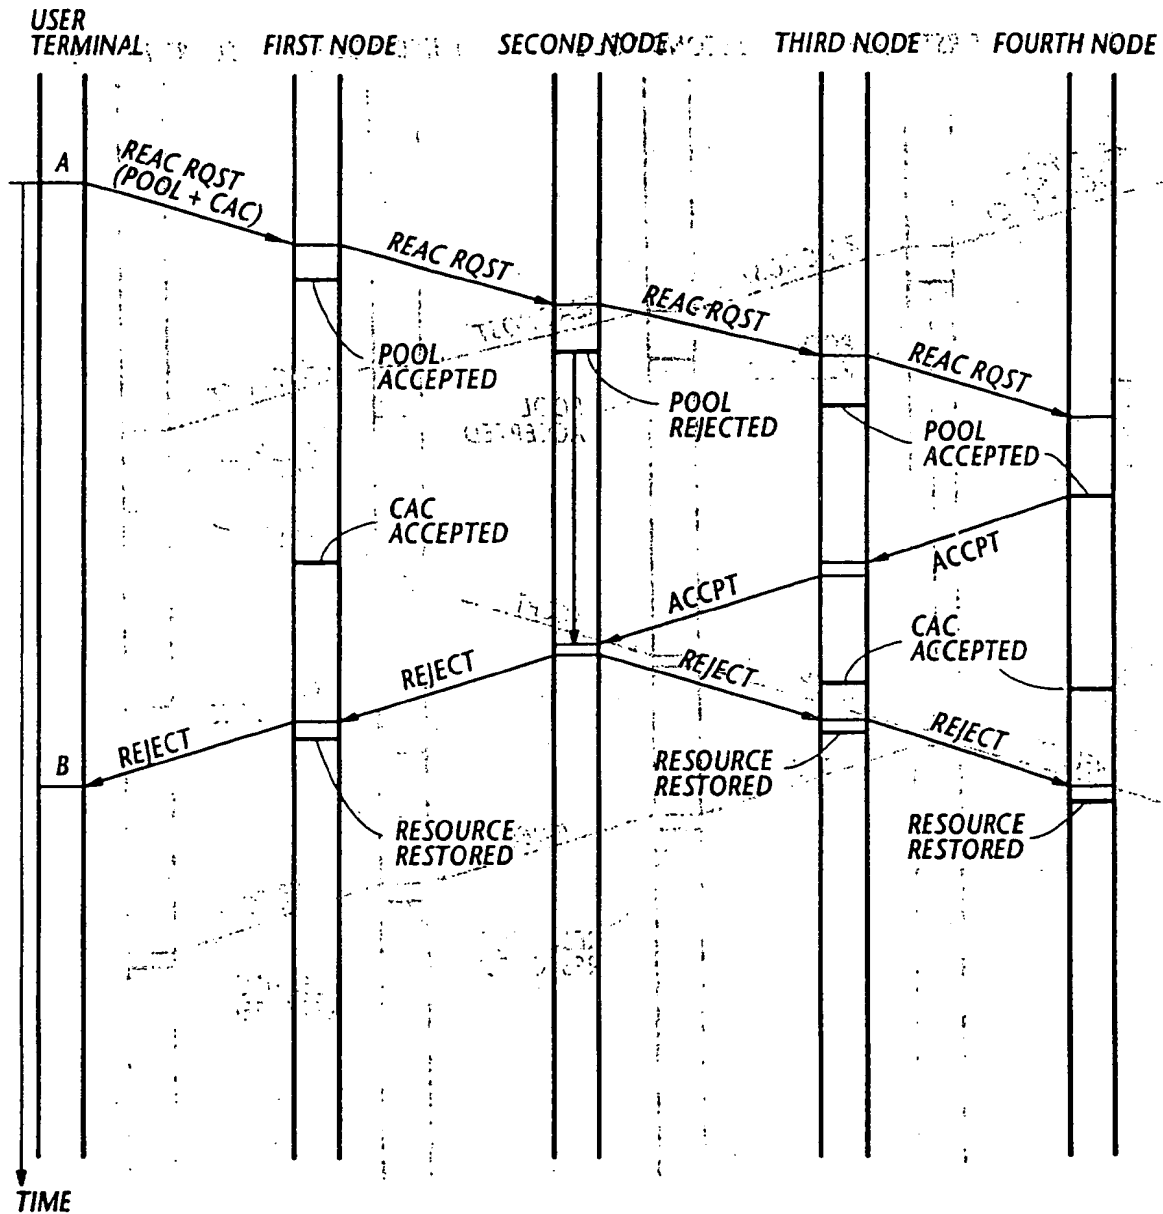 USER
TERMINAL
FIRST NODE
SECOND NODE
THIRD NODE
FOURTH NODE
A
REAC RQST
(POOL + CAC)
REAC RQST
REAC RQST
REAC RQST
POOL
ACCEPTED
POOL
REJECTED
POOL
ACCEPTED
CAC
ACCEPTED
ACCPT
ACCPT
CAC
ACCEPTED
REJECT
REJECT
REJECT
REJECT
B
RESOURCE
RESTORED
RESOURCE
RESTORED
RESOURCE
RESTORED
TIME